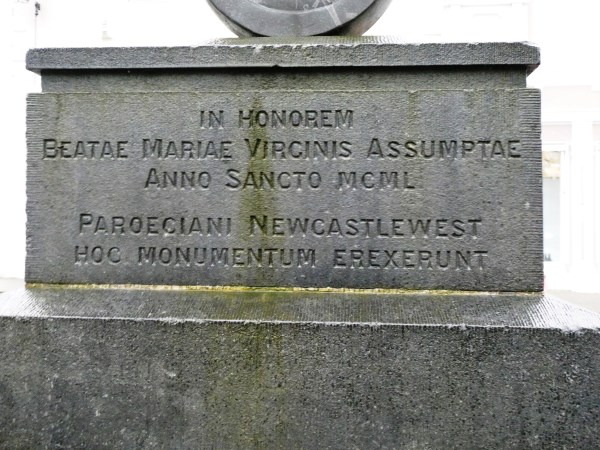 IN HONOREM
BEATAE MARIAE VIRGINIS ASSUMPTAE
ANNO SANCTO MCML
PAROECIANI NEWCASTLEWEST
HOC MONUMENTUM EREXERUNT